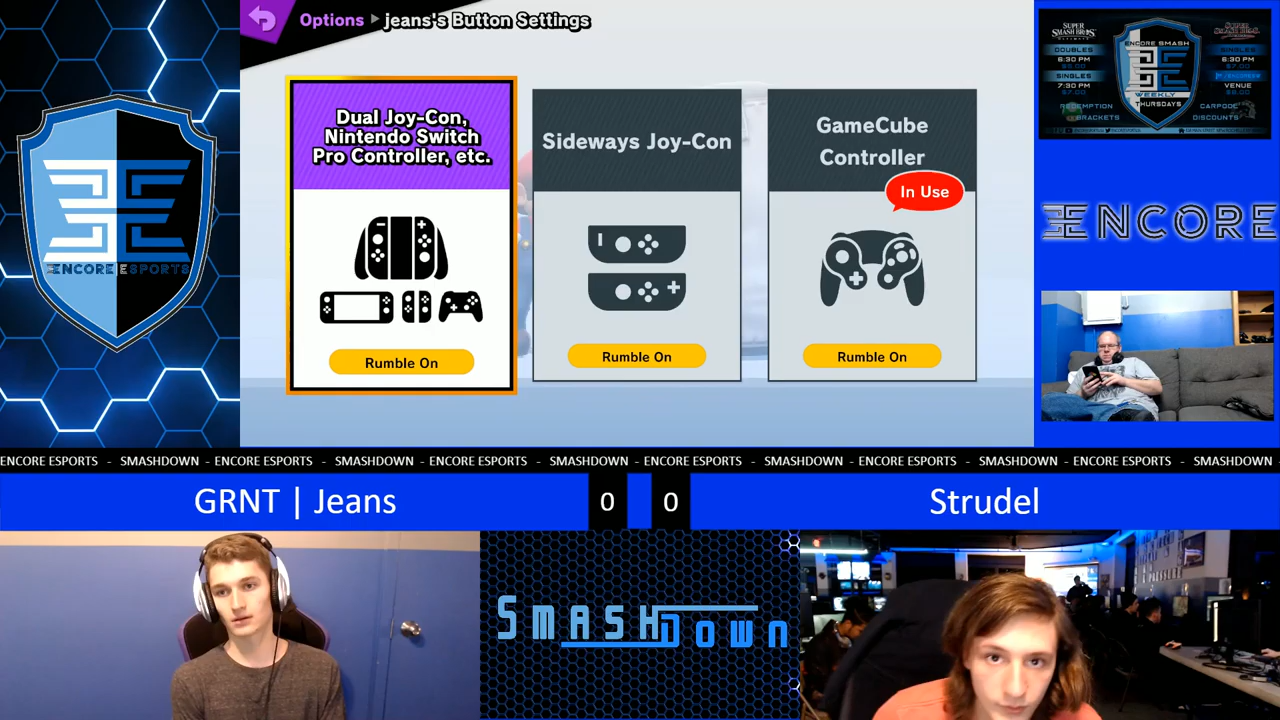 Options ▶ jeans's Button Settings
Dual Joy-Con,
Nintendo Switch
Pro Controller, etc.
Rumble On
Sideways Joy-Con
Rumble On
GameCube
Controller
In Use
Rumble On
ENCORE ESPORTS
SUPER
SMASH BROS
DOUBLES
6:30 PM
SINGLES
7:30 PM
REDEMPTION
BRACKETS
ENCORE SMASH
WEEKLY
THURSDAYS
SINGLES
6:30 PM
VENUE
CARPOOL
DISCOUNTS
ENCORE
ENCORE ESPORTS - SMASHDOWN - ENCORE ESPORTS - SMASHDOWN - ENCORE ESPORTS - SMASHDOWN - ENCORE ESPORTS - SMASHDOWN - ENCORE ESPORTS - SMASHDOWN - ENCORE ESPORTS - SMASHDOWN
GRNT | Jeans 0 0 Strudel
SMASHDOWN